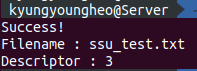 kyungyoungheo@Server
Success!
Filename : ssu_test.txt
Descriptor : 3